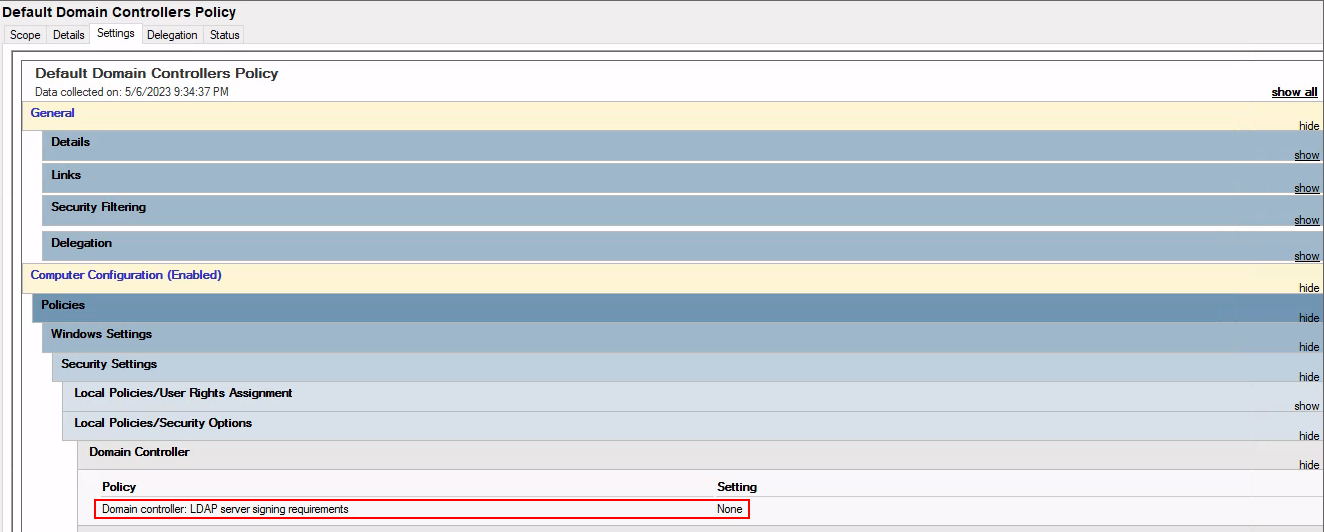 Default Domain Controllers Policy
Scope Details Settings Delegation Status
Default Domain Controllers Policy
Data collected on: 5/6/2023 9:34:37 PM show all
General hide
Details show
Links show
Security Filtering show
Delegation show
Computer Configuration (Enabled) hide
Policies hide
Windows Settings hide
Security Settings hide
Local Policies/User Rights Assignment show
Local Policies/Security Options hide
Domain Controller hide
Policy Setting
Domain controller: LDAP server signing requirements None